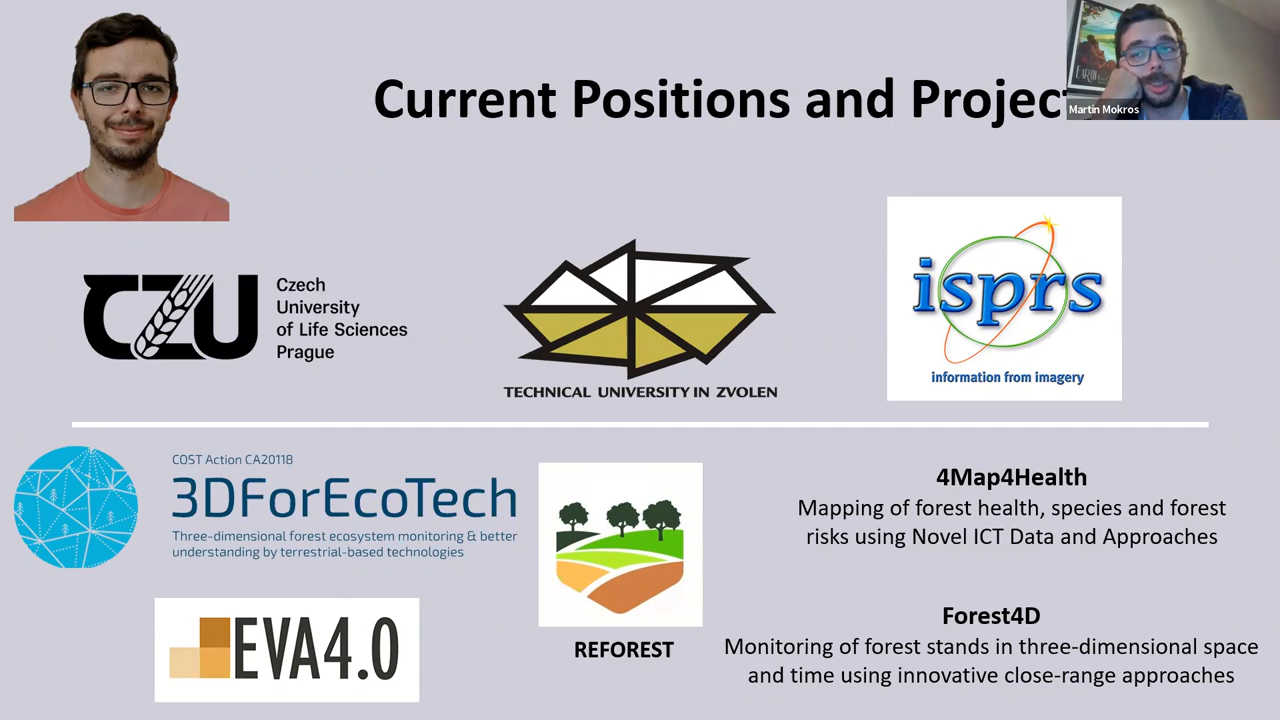 Current Positions and Projec
EARTH
Martin Mokros
CZU
Czech
University
of Life Sciences
Prague
TECHNICAL UNIVERSITY IN ZVOLEN
isprs
information from imagery
COST Action CA20118
3DForEcoTech
Three-dimensional forest ecosystem monitoring & better
understanding by terrestrial-based technologies
EVA4.0
REFOREST
4Map4Health
Mapping of forest health, species and forest
risks using Novel ICT Data and Approaches
Forest4D
Monitoring of forest stands in three-dimensional space
and time using innovative close-range approaches